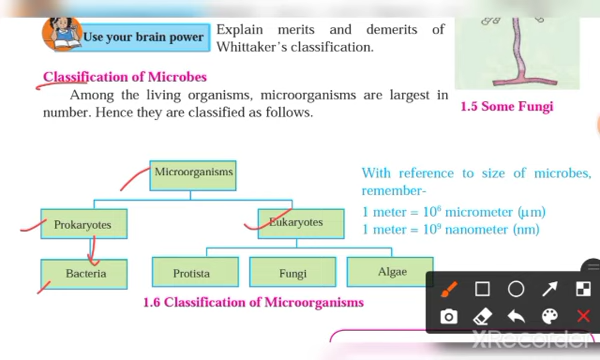 Use your brain power
Explain merits and demerits of
Whittaker's classification.
Classification of Microbes
Among the living organisms, microorganisms are largest in
number. Hence they are classified as follows.
1.5 Some Fungi
Microorganisms
Prokaryotes
Eukaryotes
Bacteria
Protista
Fungi
Algae
1.6 Classification of Microorganisms
With reference to size of microbes,
remember-
1 meter = 10⁶ micrometer (μm)
1 meter = 10⁹ nanometer (nm)
XRecorder